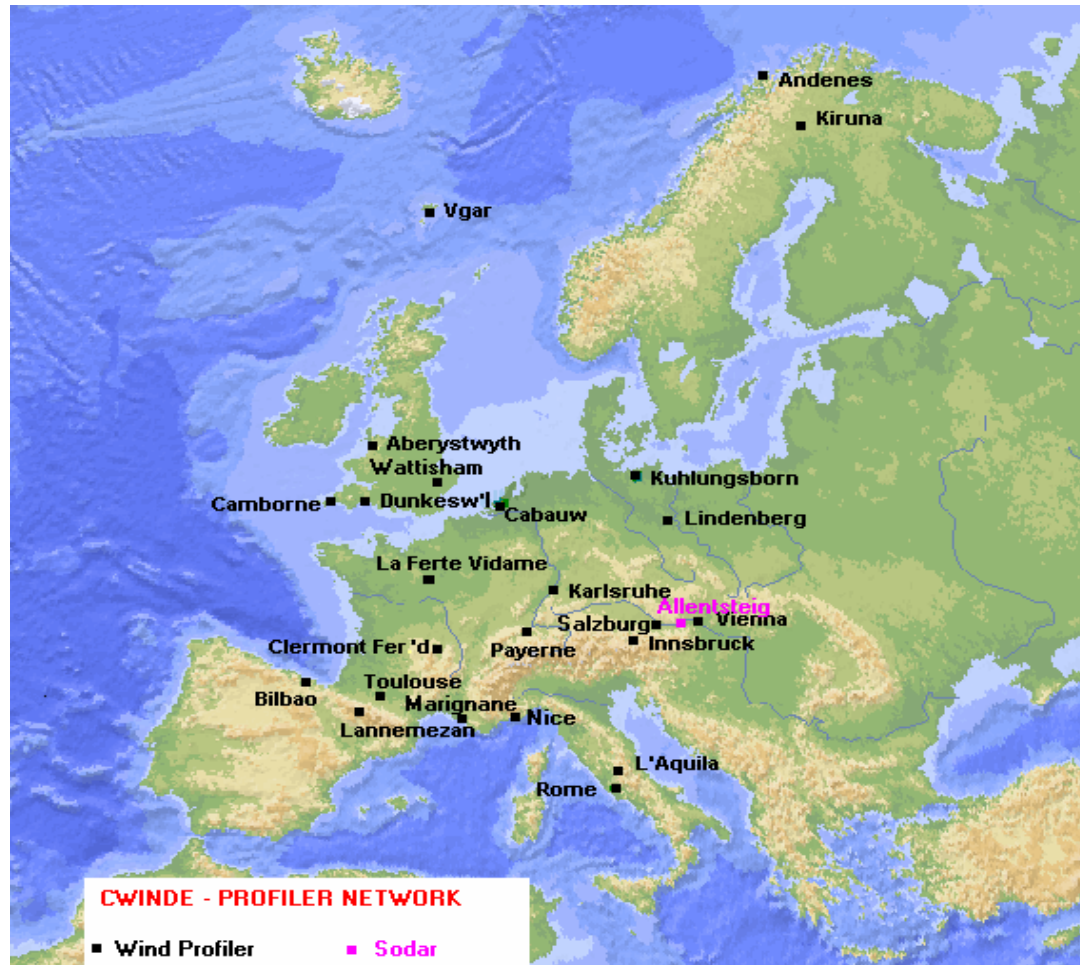 Andenes
Kiruna
Vgar
Aberystwyth
Wattisham
Kuhlungsborn
Camborne
Dunkesw'l
Cabauw
Lindenberg
La Ferte Vidame
Karlsruhe
Allentsteig
Salzburg
Vienna
Payerne
Innsbruck
Clermont Fer'd
Toulouse
Bilbao
Marignane
Nice
Lannemezan
L'Aquila
Rome
CWINDE - PROFILER NETWORK
Wind Profiler
Sodar